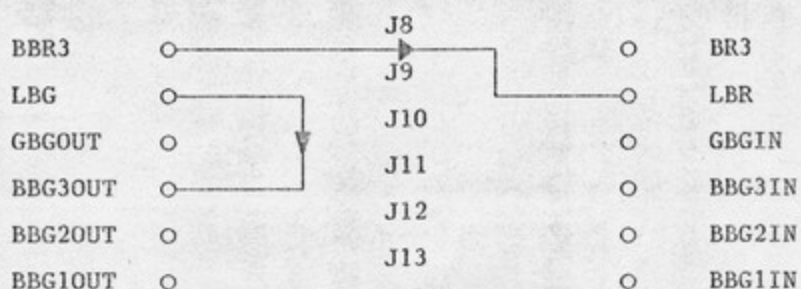 J8
BBR3 BR3
J9
LBG LBR
J10
GBGOUT GBGIN
J11
BBG3OUT BBG3IN
J12
BBG2OUT BBG2IN
J13
BBG1OUT BBG1IN